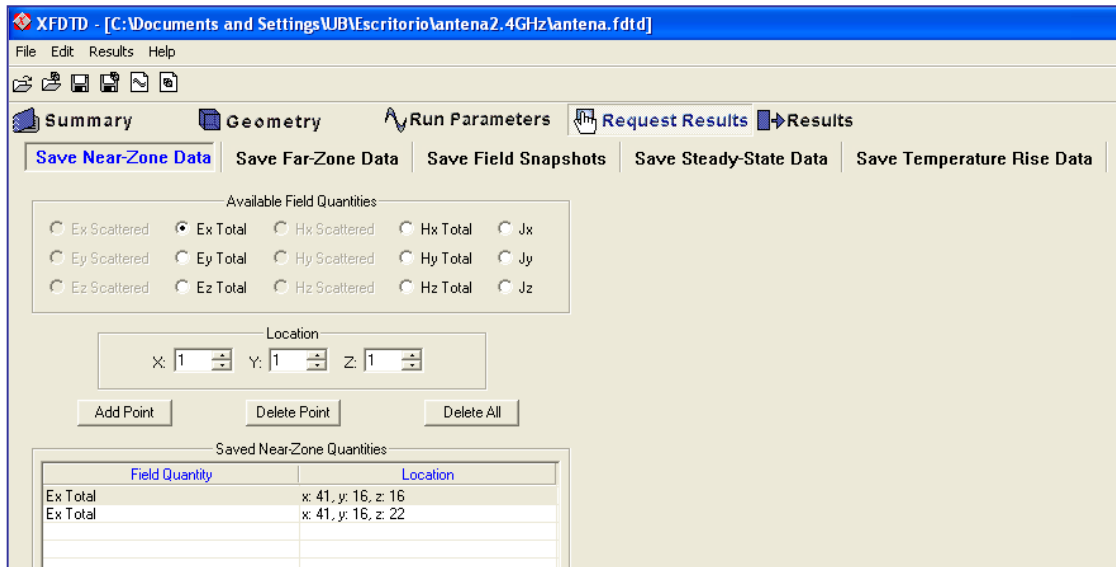 XFDTD - [C:\Documents and Settings\UB\Escritorio\antena2.4GHz\antena.fdtd]
File Edit Results Help
Summary Geometry Run Parameters Request Results Results
Save Near-Zone Data Save Far-Zone Data Save Field Snapshots Save Steady-State Data Save Temperature Rise Data
Available Field Quantities
Ex Scattered Ex Total Hx Scattered Hx Total Jx
Ey Scattered Ey Total Hy Scattered Hy Total Jy
Ez Scattered Ez Total Hz Scattered Hz Total Jz
Location
X: 1 Y: 1 Z: 1
Add Point Delete Point Delete All
Saved Near-Zone Quantities
Field Quantity Location
Ex Total x: 41, y: 16, z: 16
Ex Total x: 41, y: 16, z: 22